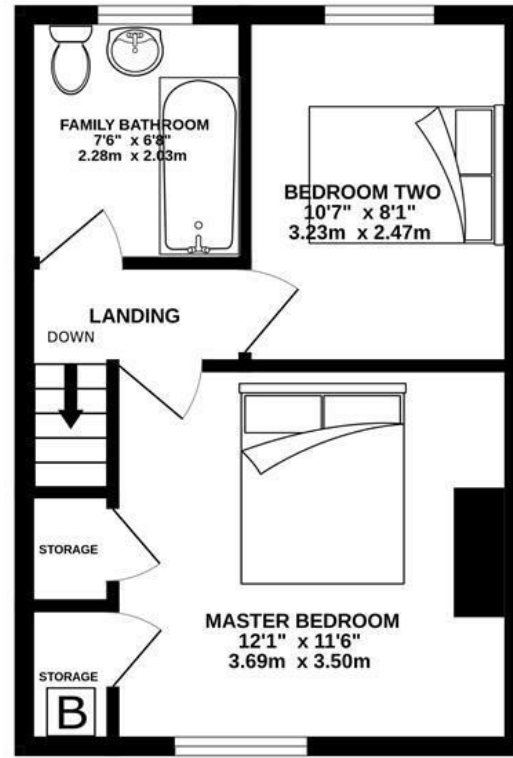 FAMILY BATHROOM
7'6" x 6'8"
2.28m x 2.03m
BEDROOM TWO
10'7" x 8'1"
3.23m x 2.47m
LANDING
DOWN
STORAGE
MASTER BEDROOM
12'1" x 11'6"
3.69m x 3.50m
STORAGE
B